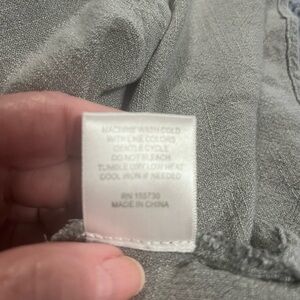 MACHINE WASH COLD
WITH LIKE COLORS
GENTLE CYCLE
DO NOT BLEACH
TUMBLE DRY LOW HEAT
COOL IRON IF NEEDED
RN 155730
MADE IN CHINA